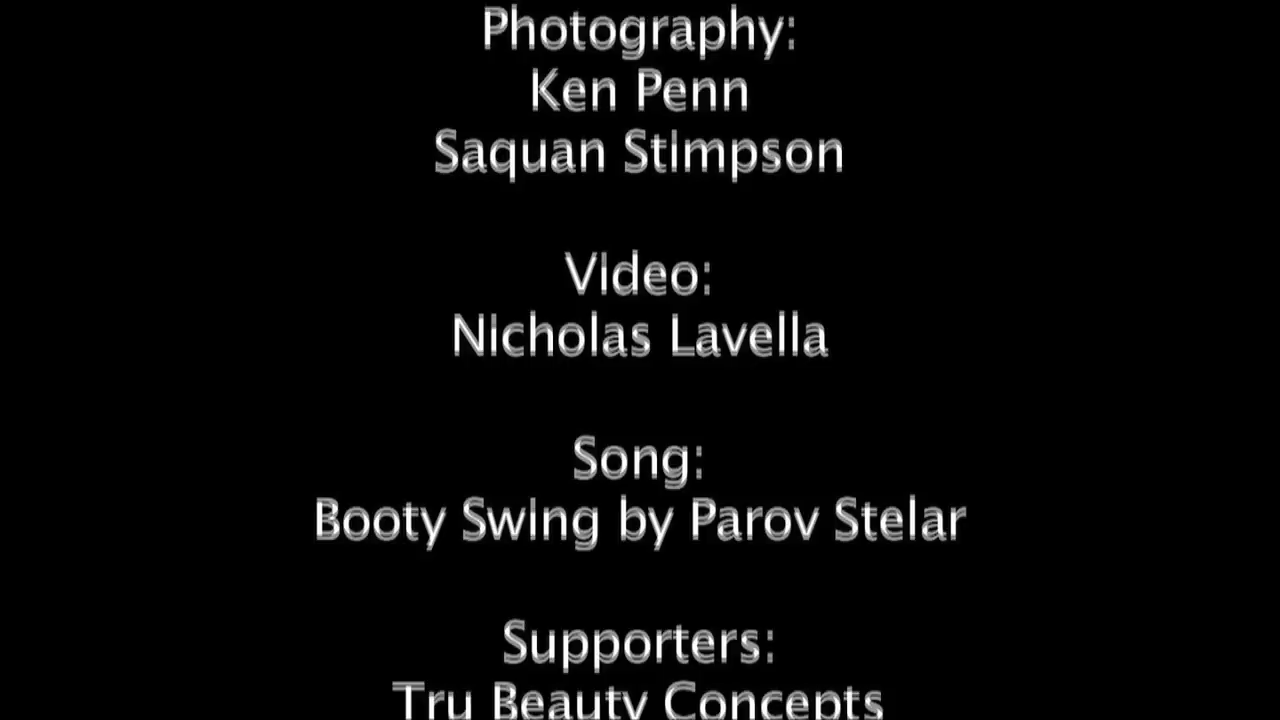 Photography:
Ken Penn
Saquan Stimpson
Video:
Nicholas Lavella
Song:
Booty Swing by Parov Stelar
Supporters:
Tru Beauty Concepts